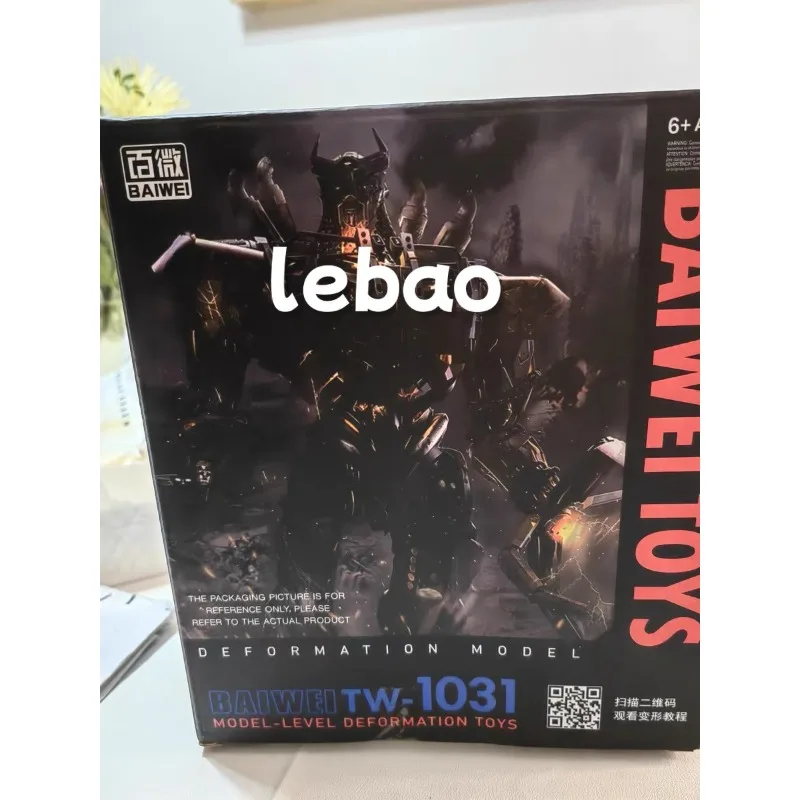 百微
BAIWEI
6+
lebao
BAIWEI TOYS
THE PACKAGING PICTURE IS FOR
REFERENCE ONLY. PLEASE
REFER TO THE ACTUAL PRODUCT
DEFORMATION MODEL
BAIWEI TW-1031
MODEL-LEVEL DEFORMATION TOYS
扫描二维码
观看变形教程